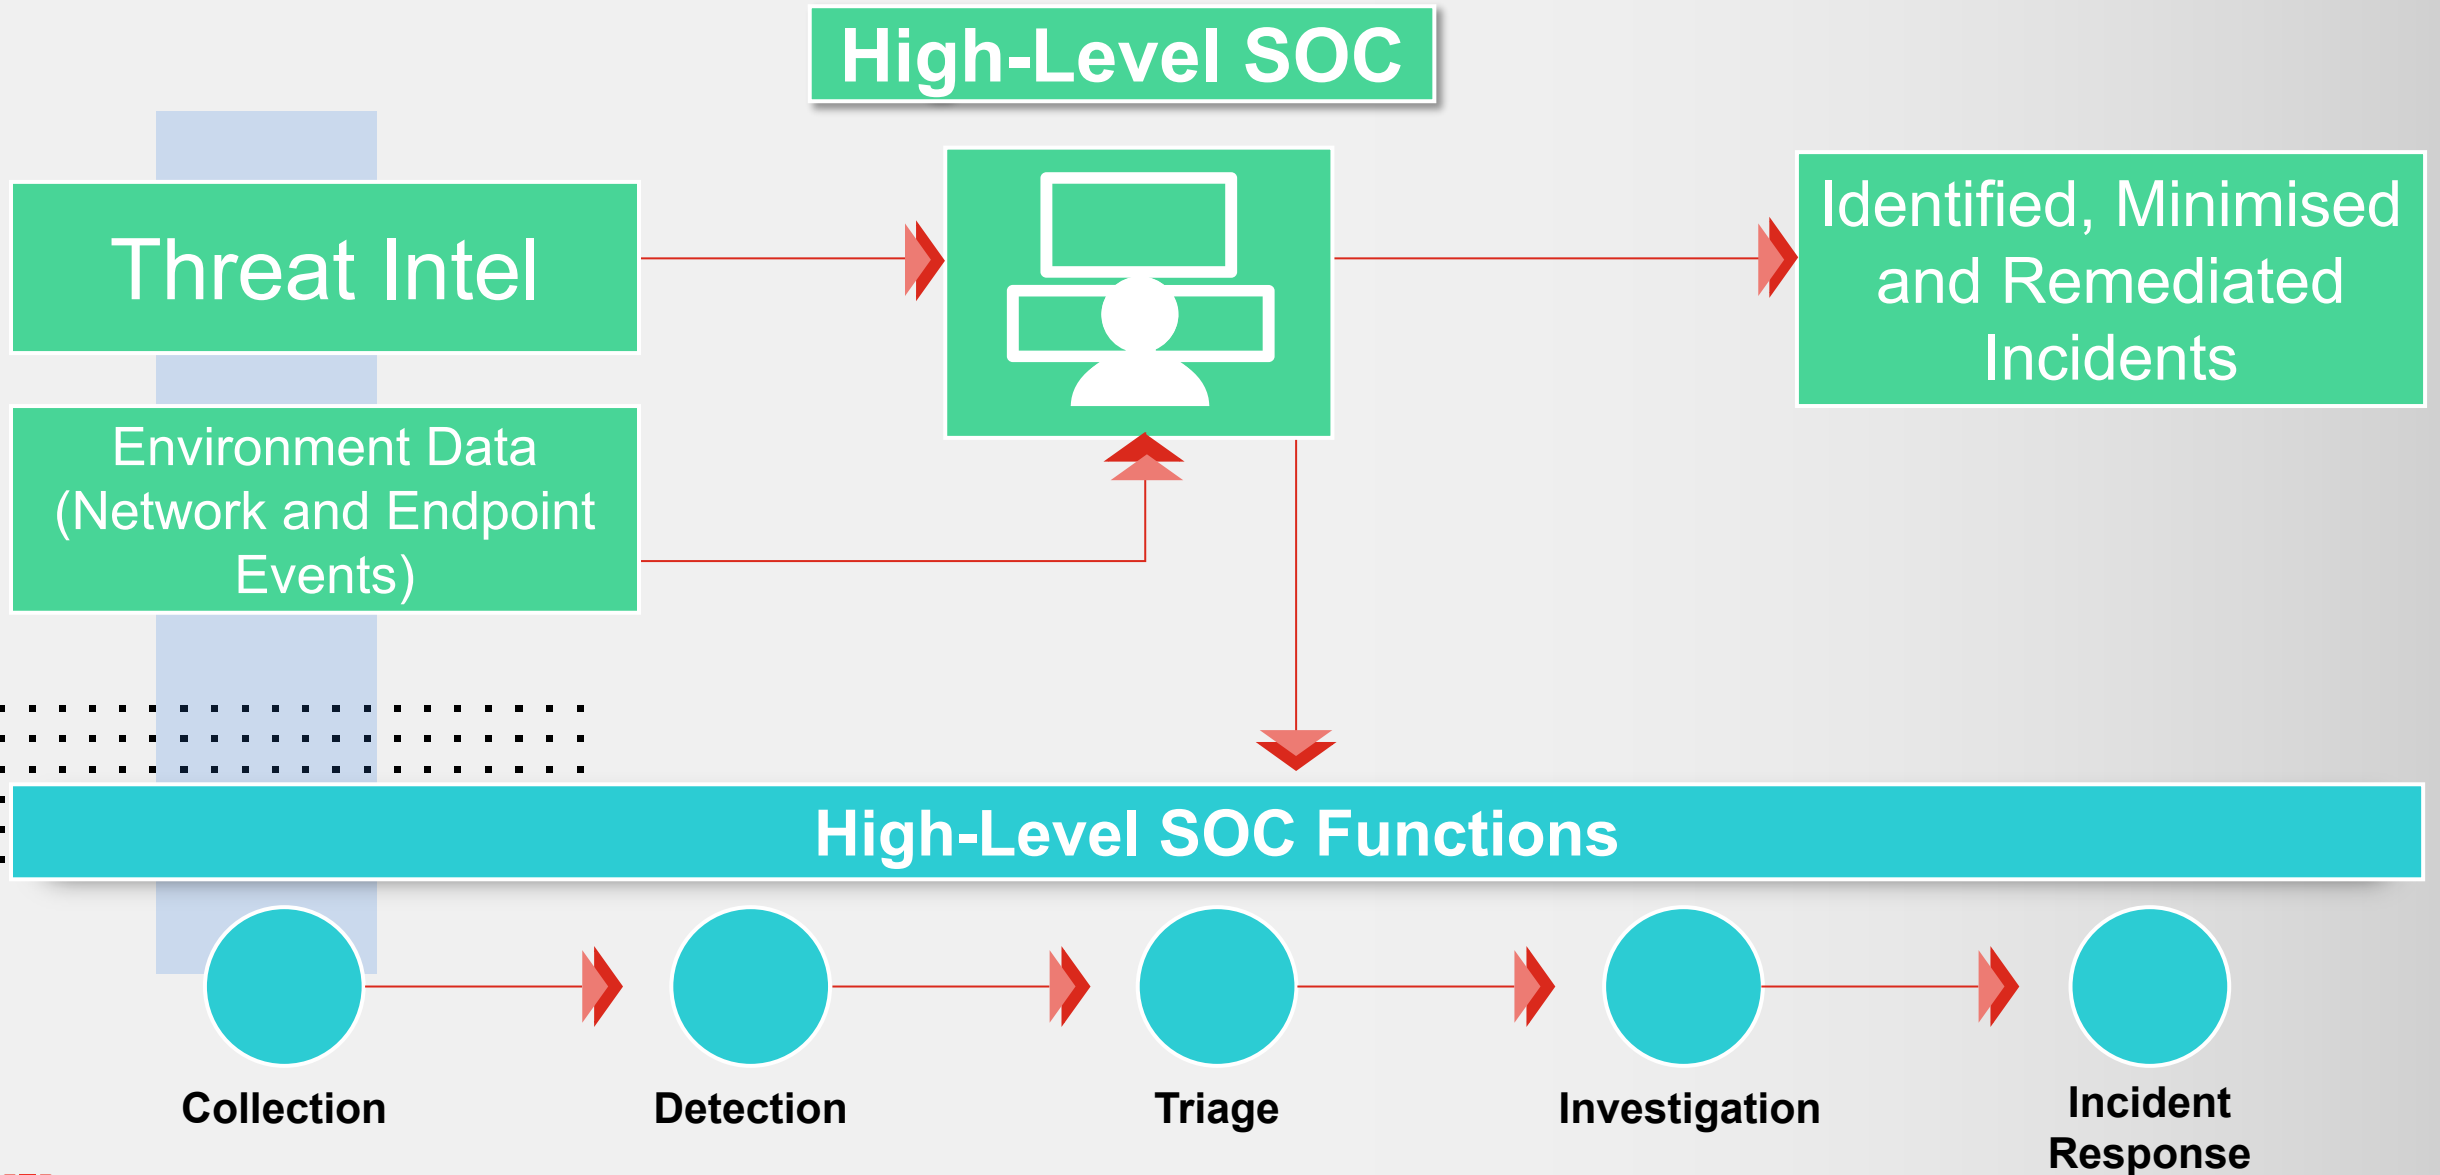 High-Level SOC
Threat Intel
Identified, Minimised
and Remediated
Incidents
Environment Data
(Network and Endpoint
Events)
High-Level SOC Functions
Collection
Detection
Triage
Investigation
Incident
Response